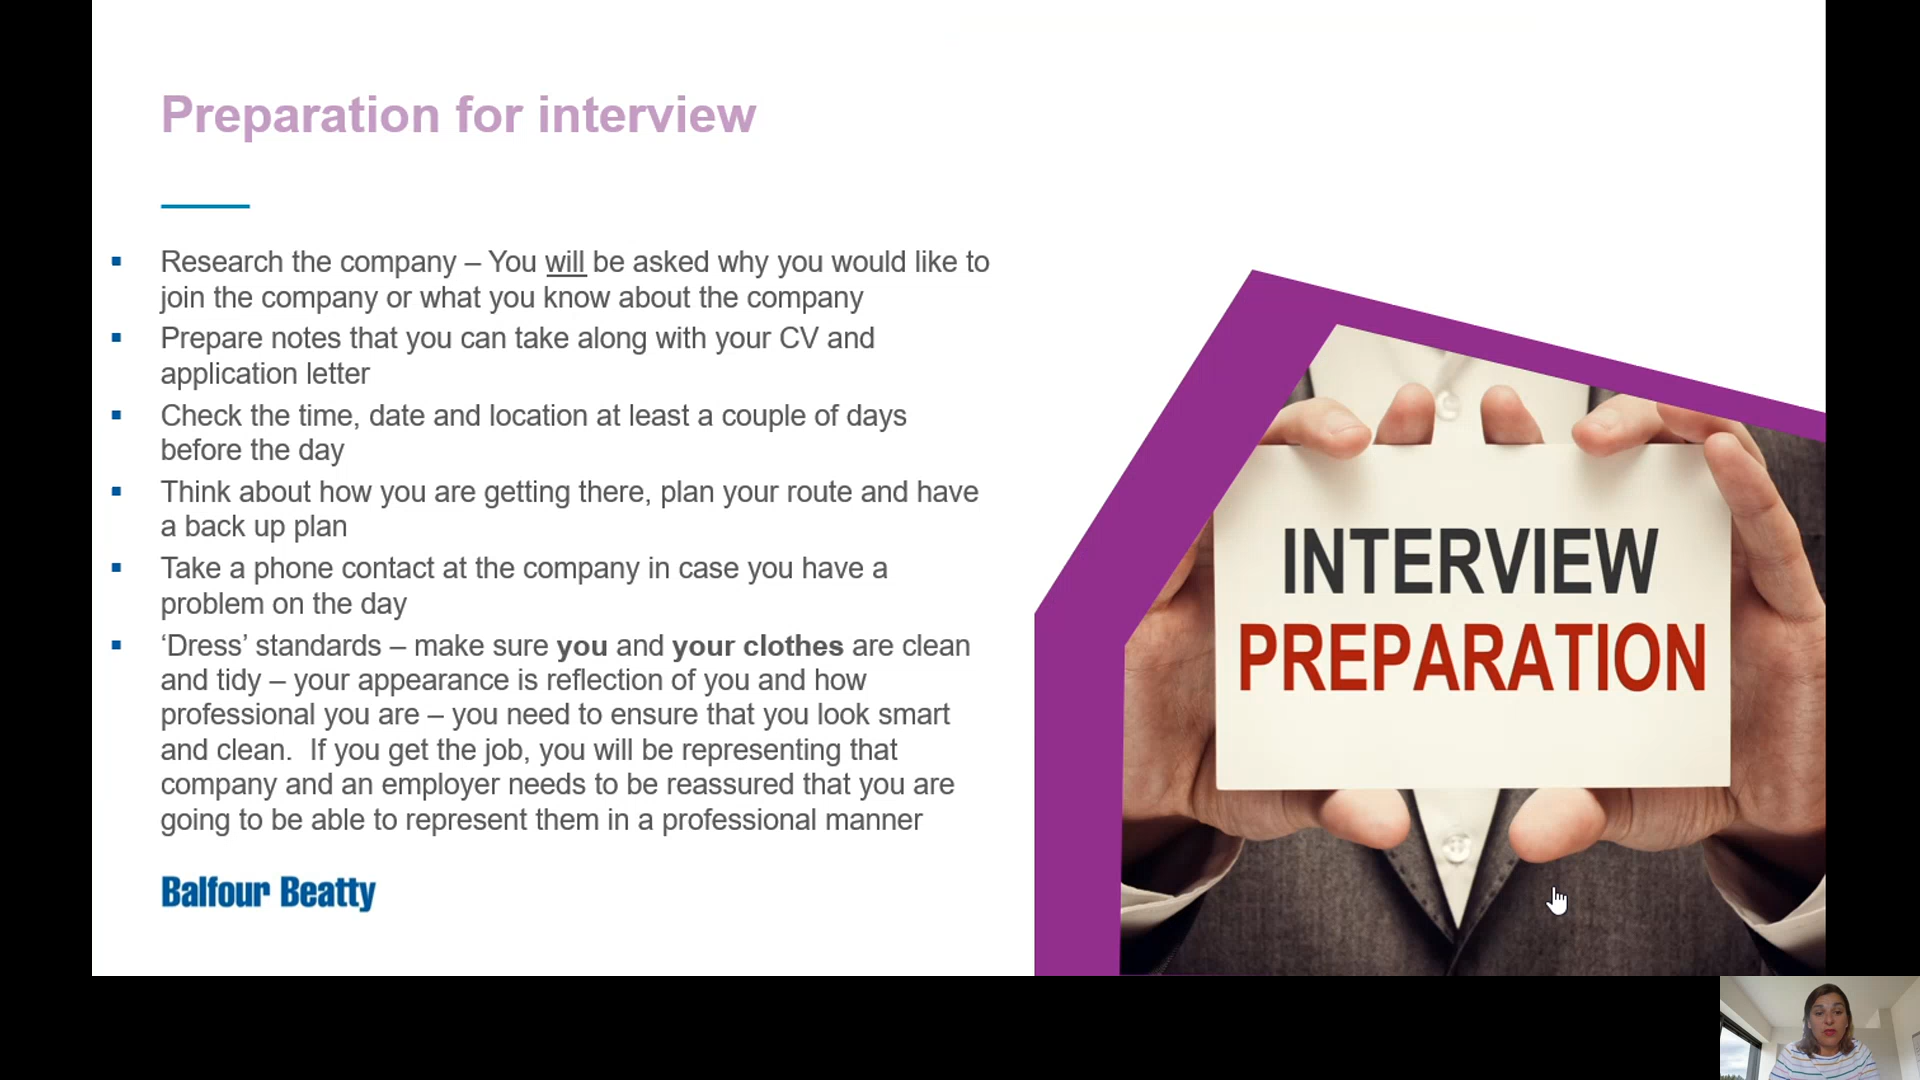 Preparation for interview
Research the company – You will be asked why you would like to
join the company or what you know about the company
Prepare notes that you can take along with your CV and
application letter
Check the time, date and location at least a couple of days
before the day
Think about how you are getting there, plan your route and have
a back up plan
Take a phone contact at the company in case you have a
problem on the day
‘Dress’ standards – make sure you and your clothes are clean
and tidy – your appearance is reflection of you and how
professional you are – you need to ensure that you look smart
and clean.  If you get the job, you will be representing that
company and an employer needs to be reassured that you are
going to be able to represent them in a professional manner
Balfour Beatty
INTERVIEW
PREPARATION